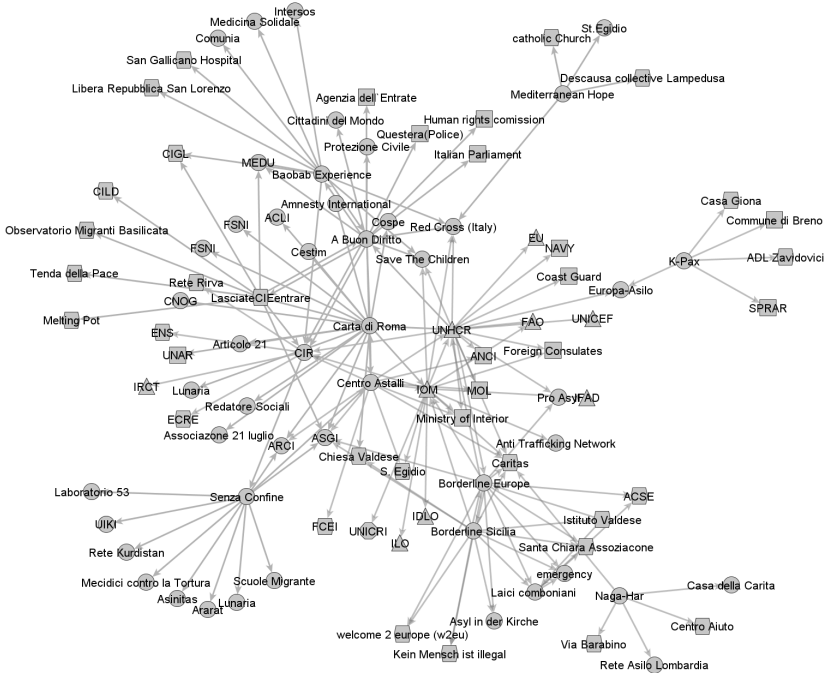 Intersos
Medicina Solidale
Comunia
St.Egidio
catholic Church
San Gallicano Hospital
Descausa collective Lampedusa
Libera Repubblica San Lorenzo
Mediterranean Hope
Agenzia dell`Entrate
Cittadini del Mondo
Human rights comission
Questera(Police)
Protezione Civile
CIGL
MEDU
Italian Parliament
Baobab Experience
CILD
Amnesty International
Casa Giona
ACLI
FSNI
Cospe
Red Cross (Italy)
Commune di Breno
Observatorio Migranti Basilicata
A Buon Diritto
EU
FSNI
Cestim
NAVY
Save The Children
K-Pax
ADL Zavidovici
Tenda della Pace
Rete Rirva
Coast Guard
LasciateCIEentrare
CNOG
Europa-Asilo
SPRAR
Melting Pot
Carta di Roma
UNHCR
FAO
UNICEF
ENS
Articolo 21
UNAR
CIR
ANCI
Foreign Consulates
IRCT
Lunaria
Centro Astalli
IOM
MOL
Pro Asyl
IFAD
Redatore Sociali
ECRE
Ministry of Interior
Associazone 21 luglio
ARCI
ASGI
Anti Trafficking Network
Chiesa Valdese
S. Egidio
Caritas
Laboratorio 53
Senza Confine
Borderline Europe
ACSE
UIKI
FCEI
UNICRI
IDLO
ILO
Borderline Sicilia
Istituto Valdese
Rete Kurdistan
Santa Chiara Assoziacone
Mecidici contro la Tortura
Scuole Migrante
emergency
Asinitas
Ararat
Lunaria
Laici comboniani
Naga-Har
Casa della Carita
Asyl in der Kirche
Centro Aiuto
welcome 2 europe (w2eu)
Via Barabino
Kein Mensch ist illegal
Rete Asilo Lombardia